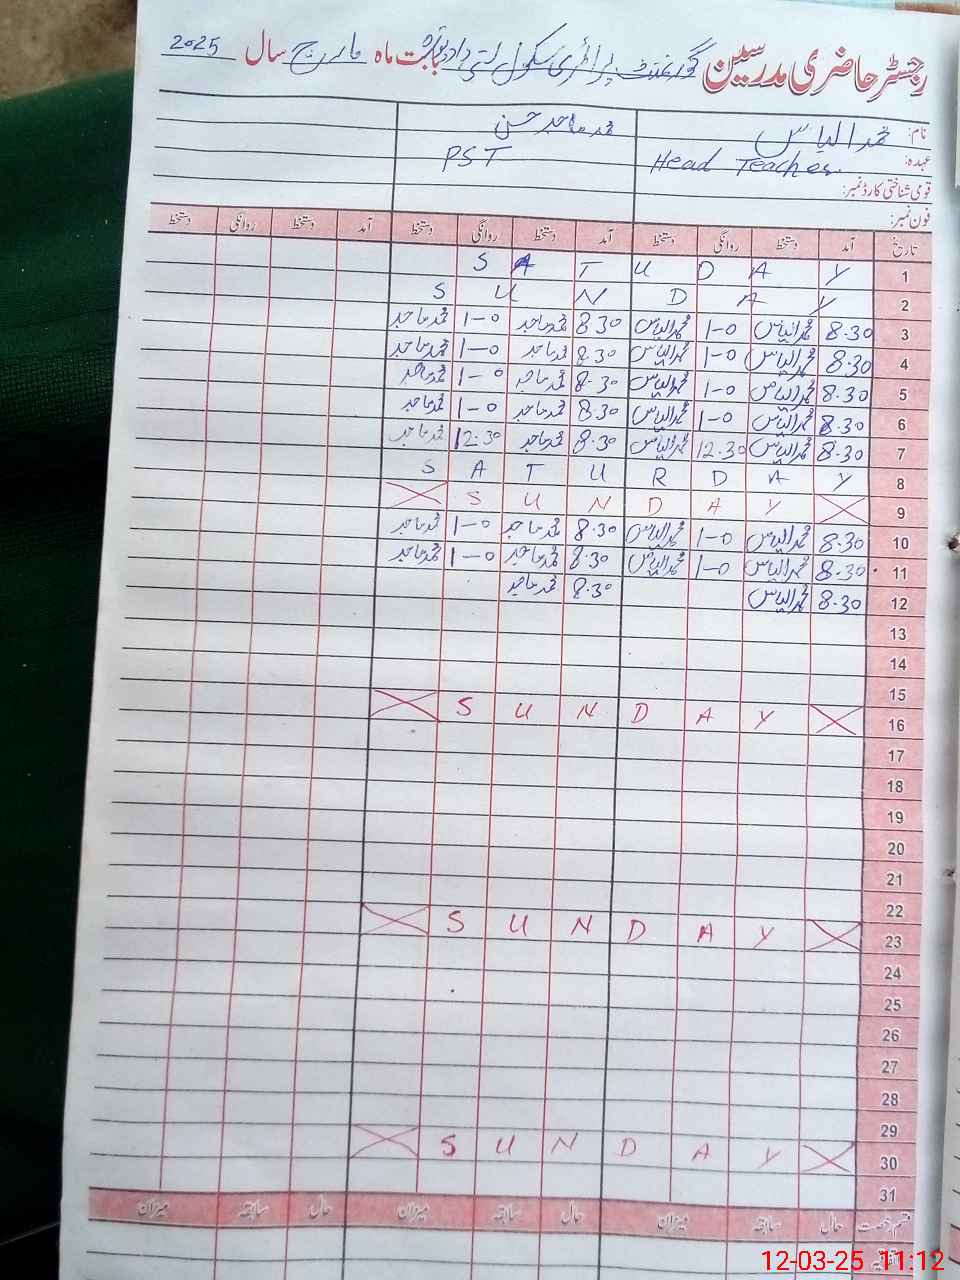 رجسٹر حاضری مدرسین گورنمنٹ پرائمری سکول بستی داد پوترہ بابت ماہ مارچ سال 2025
نام: محمد الیاس محمد ماجد حسن
عہدہ: Head Teacher PST
قومی شناختی کارڈ نمبر:
فون نمبر:
تاریخ آمد دستخط روانگی دستخط آمد دستخط روانگی دستخط آمد دستخط روانگی دستخط
1 S A T U D A Y
2 S U N D A Y
3 8.30 محمد الیاس 1-0 محمد الیاس 8.30 محمد ماجد 1-0 محمد ماجد
4 8.30 محمد الیاس 1-0 محمد الیاس 8.30 محمد ماجد 1-0 محمد ماجد
5 8.30 محمد الیاس 1-0 محمد الیاس 8.30 محمد ماجد 1-0 محمد ماجد
6 8.30 محمد الیاس 1-0 محمد الیاس 8.30 محمد ماجد 1-0 محمد ماجد
7 8.30 محمد الیاس 12.30 محمد الیاس 8.30 محمد ماجد 12:30 محمد ماجد
8 S A T U R D A Y
9 S U N D A Y
10 8.30 محمد الیاس 1-0 محمد الیاس 8.30 محمد ماجد 1-0 محمد ماجد
11 8.30 محمد الیاس 1-0 محمد الیاس 8.30 محمد ماجد 1-0 محمد ماجد
12 8.30 محمد الیاس 8.30 محمد ماجد
13
14
15
16 S U N D A Y
17
18
19
20
21
22
23 S U N D A Y
24
25
26
27
28
29
30 S U N D A Y
31
قسم رخصت حال سابقہ میزان حال سابقہ میزان حال سابقہ میزان
اتفاقیہ
12-03-25 11:12